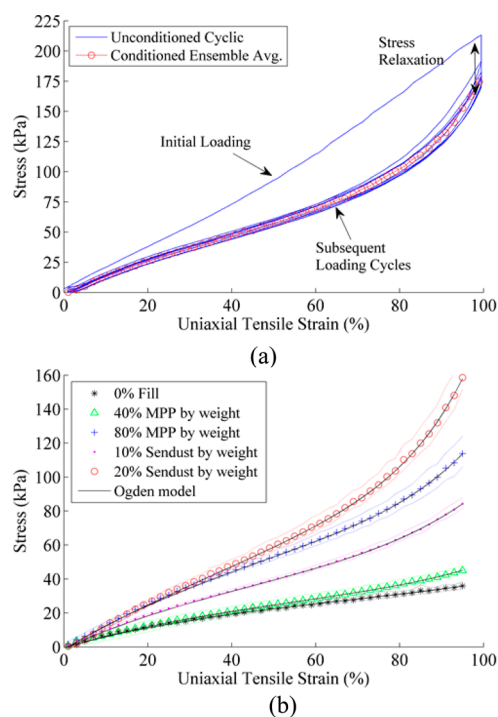 225
200
175
150
125
100
75
50
25
0
Stress (kPa)
Unconditioned Cyclic
Conditioned Ensemble Avg.
Stress
Relaxation
Initial Loading
Subsequent
Loading Cycles
0 20 40 60 80 100
Uniaxial Tensile Strain (%)
(a)
160
140
120
100
80
60
40
20
0
Stress (kPa)
0% Fill
40% MPP by weight
80% MPP by weight
10% Sendust by weight
20% Sendust by weight
Ogden model
0 20 40 60 80 100
Uniaxial Tensile Strain (%)
(b)